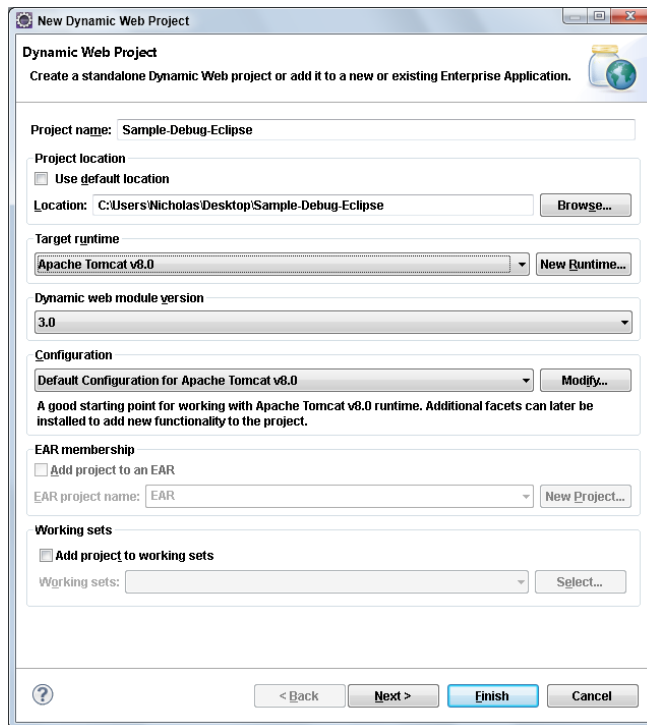 New Dynamic Web Project
Dynamic Web Project
Create a standalone Dynamic Web project or add it to a new or existing Enterprise Application.
Project name: Sample-Debug-Eclipse
Project location
Use default location
Location: C:\Users\Nicholas\Desktop\Sample-Debug-Eclipse Browse...
Target runtime
Apache Tomcat v8.0 New Runtime...
Dynamic web module version
3.0
Configuration
Default Configuration for Apache Tomcat v8.0 Modify...
A good starting point for working with Apache Tomcat v8.0 runtime. Additional facets can later be
installed to add new functionality to the project.
EAR membership
Add project to an EAR
EAR project name: EAR New Project...
Working sets
Add project to working sets
Working sets: Select...
? < Back Next > Finish Cancel